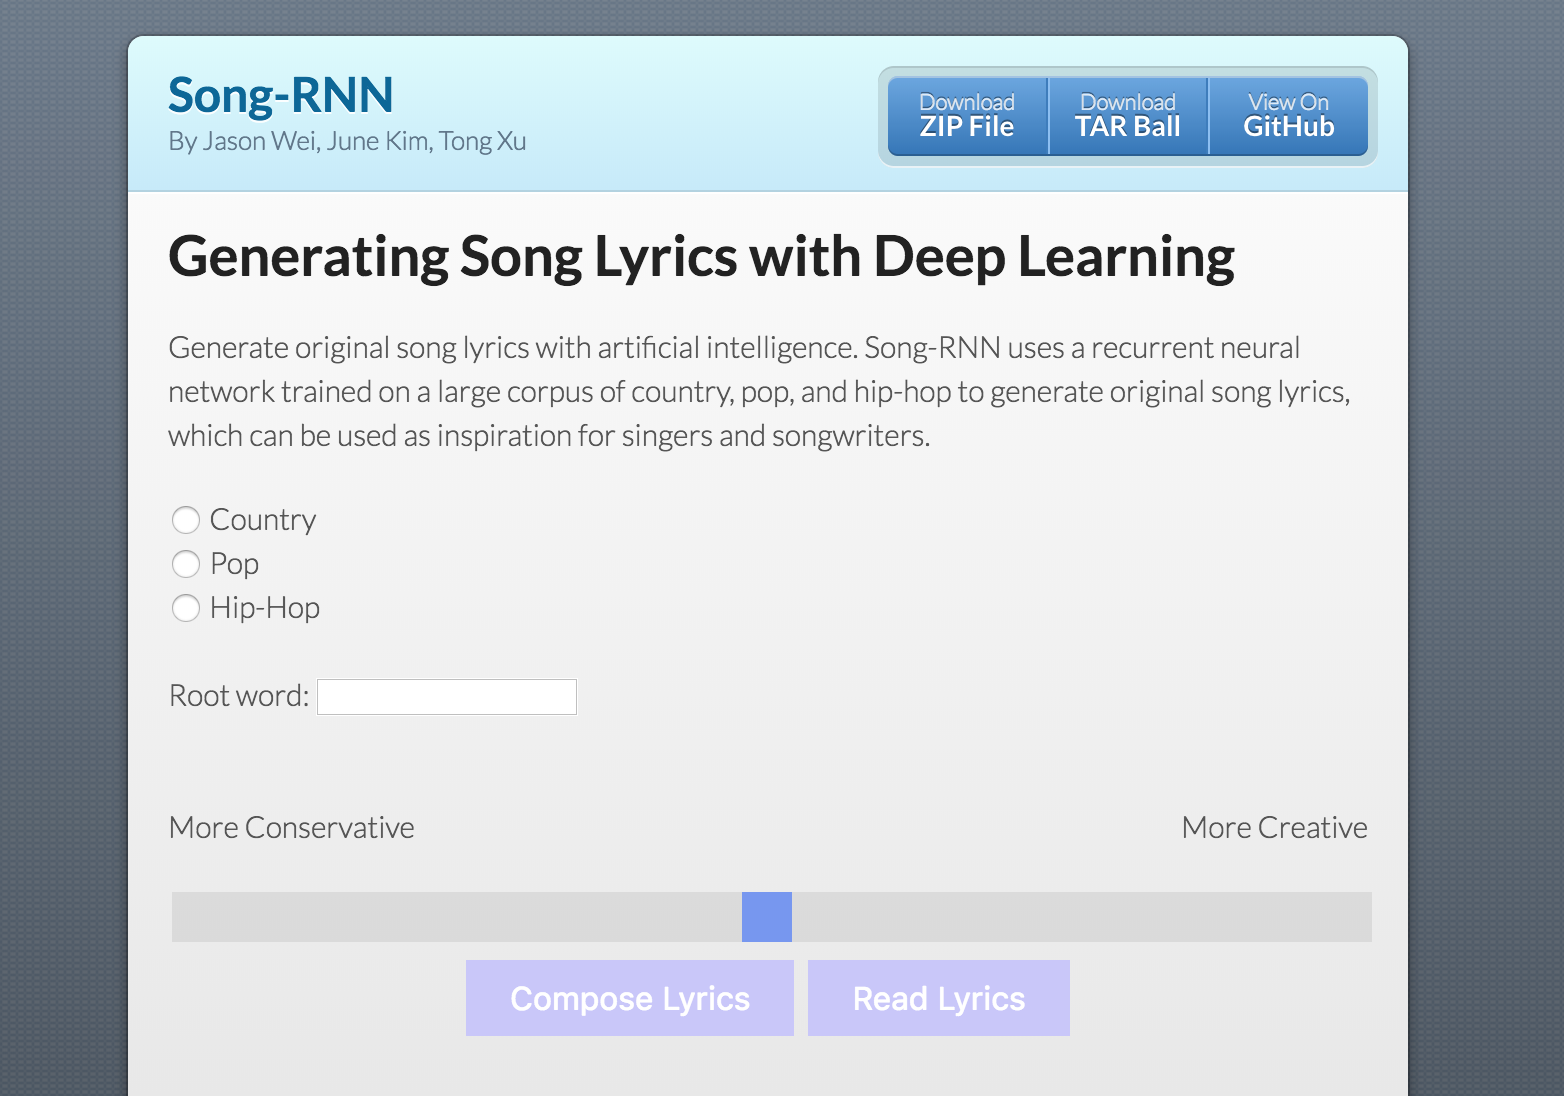 Song-RNN
By Jason Wei, June Kim, Tong Xu
Download
ZIP File
Download
TAR Ball
View On
GitHub
Generating Song Lyrics with Deep Learning
Generate original song lyrics with artificial intelligence. Song-RNN uses a recurrent neural
network trained on a large corpus of country, pop, and hip-hop to generate original song lyrics,
which can be used as inspiration for singers and songwriters.
Country
Pop
Hip-Hop
Root word:
More Conservative
More Creative
Compose Lyrics
Read Lyrics